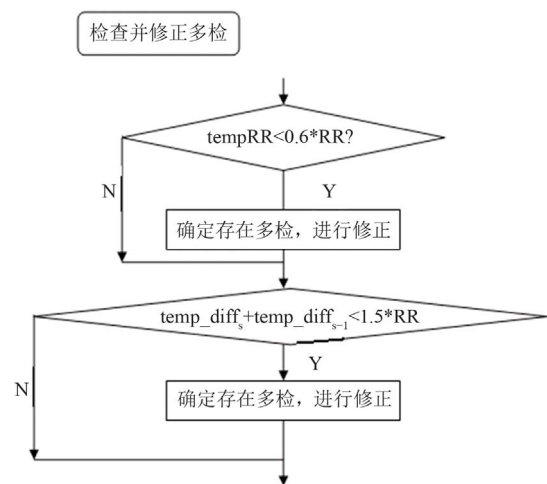 检查并修正多检
tempRR<0.6*RR?
N
Y
确定存在多检，进行修正
temp_diffₛ+temp_diffₛ₋₁<1.5*RR
N
Y
确定存在多检，进行修正